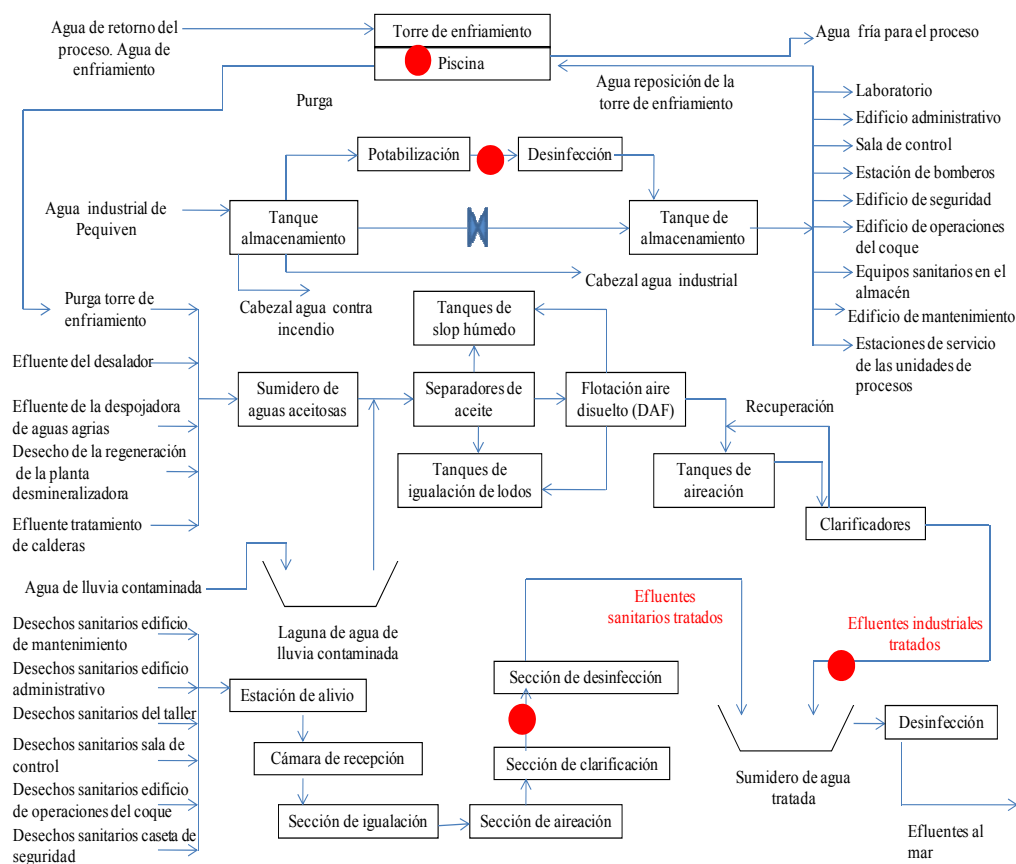 Agua de retorno del
proceso. Agua de
enfriamiento
Torre de enfriamiento
Piscina
Agua fría para el proceso
Purga
Agua reposición de la
torre de enfriamiento
Laboratorio
Edificio administrativo
Sala de control
Estación de bomberos
Edificio de seguridad
Edificio de operaciones
del coque
Equipos sanitarios en el
almacén
Edificio de mantenimiento
Estaciones de servicio
de las unidades de
procesos
Potabilización
Desinfección
Agua industrial de
Pequiven
Tanque
almacenamiento
Tanque de
almacenamiento
Cabezal agua industrial
Cabezal agua contra
incendio
Purga torre de
enfriamiento
Efluente del desalador
Efluente de la despojadora
de aguas agrias
Desecho de la regeneración
de la planta
desmineralizadora
Efluente tratamiento
de calderas
Sumidero de
aguas aceitosas
Tanques de
slop húmedo
Separadores de
aceite
Tanques de
igualación de lodos
Flotación aire
disuelto (DAF)
Recuperación
Tanques de
aireación
Clarificadores
Agua de lluvia contaminada
Laguna de agua de
lluvia contaminada
Efluentes
sanitarios tratados
Efluentes industriales
tratados
Desechos sanitarios edificio
de mantenimiento
Desechos sanitarios edificio
administrativo
Desechos sanitarios del taller
Desechos sanitarios sala de
control
Desechos sanitarios edificio
de operaciones del coque
Desechos sanitarios caseta de
seguridad
Estación de alivio
Cámara de recepción
Sección de igualación
Sección de aireación
Sección de clarificación
Sección de desinfección
Sumidero de agua
tratada
Desinfección
Efluentes al
mar